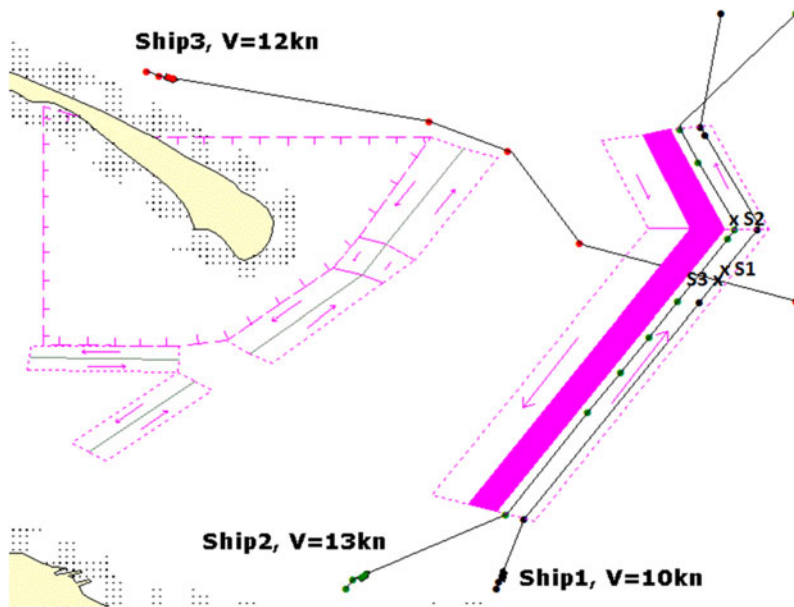 Ship3, V=12kn
S2
S1
S3
Ship2, V=13kn
Ship1, V=10kn